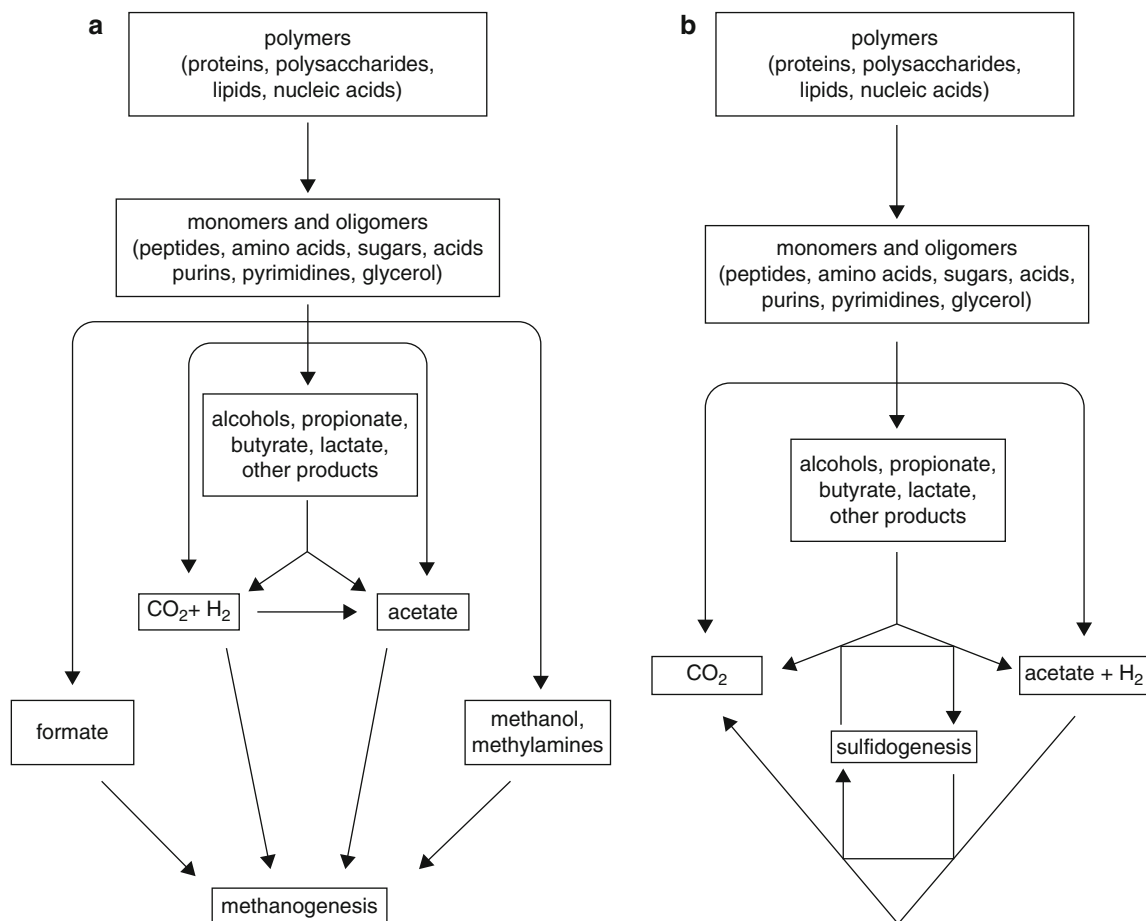 a
polymers
(proteins, polysaccharides,
lipids, nucleic acids)
monomers and oligomers
(peptides, amino acids, sugars, acids
purins, pyrimidines, glycerol)
alcohols, propionate,
butyrate, lactate,
other products
CO2+ H2
acetate
formate
methanol,
methylamines
methanogenesis
b
polymers
(proteins, polysaccharides,
lipids, nucleic acids)
monomers and oligomers
(peptides, amino acids, sugars, acids,
purins, pyrimidines, glycerol)
alcohols, propionate,
butyrate, lactate,
other products
CO2
acetate + H2
sulfidogenesis